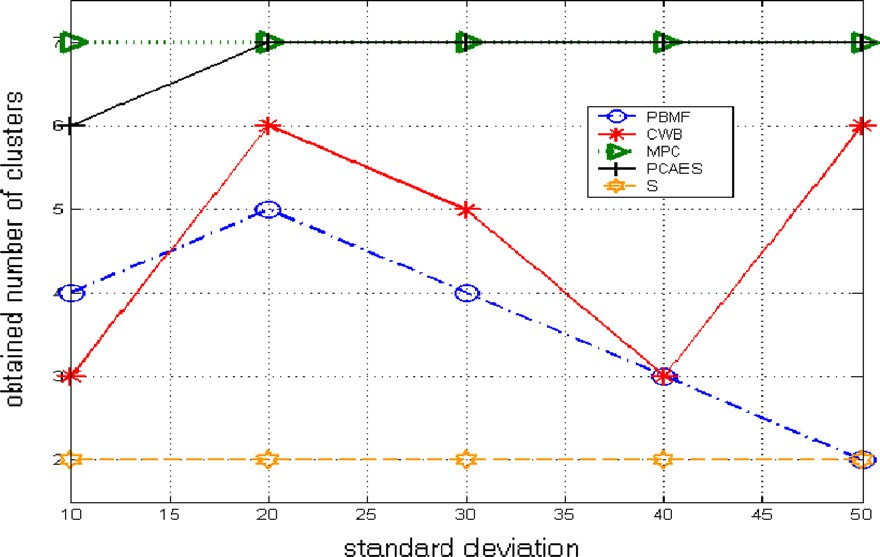 obtained number of clusters
7
6
5
4
3
2
PBMF
CWB
MPC
PCAES
S
10 15 20 25 30 35 40 45 50
standard deviation